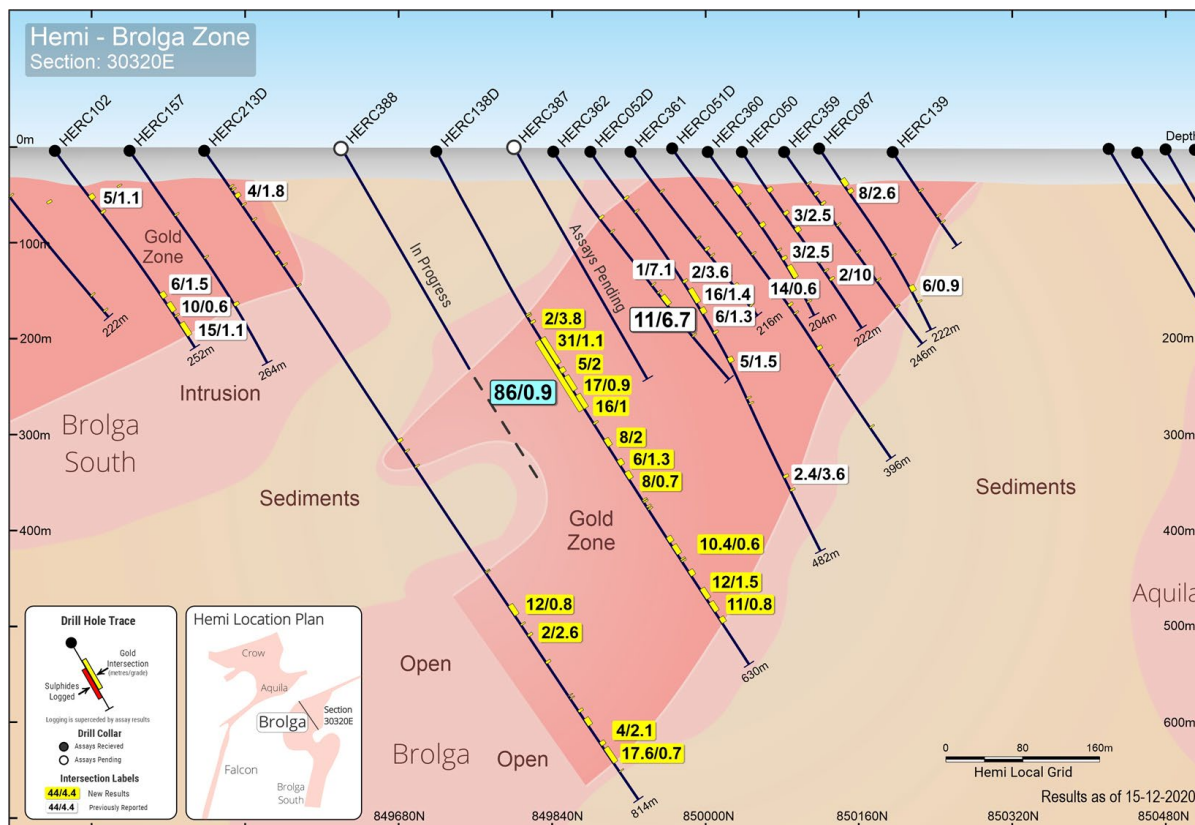 Hemi - Brolga Zone
Section: 30320E
HERC102
HERC157
HERC213D
HERC388
HERC138D
HERC387
HERC362
HERC052D
HERC361
HERC051D
HERC360
HERC050
HERC359
HERC087
HERC139
0m
Depth
100m
200m
300m
400m
500m
600m
100m
200m
300m
400m
500m
600m
5/1.1
4/1.8
Gold
Zone
6/1.5
10/0.6
15/1.1
222m
252m
264m
Intrusion
Brolga
South
Sediments
In Progress
Assays Pending
2/3.8
31/1.1
5/2
17/0.9
16/1
86/0.9
8/2
6/1.3
8/0.7
1/7.1
11/6.7
2/3.6
16/1.4
6/1.3
5/1.5
2.4/3.6
8/2.6
3/2.5
3/2.5
14/0.6
2/10
6/0.9
216m
204m
222m
246m
222m
396m
482m
Gold
Zone
10.4/0.6
12/1.5
11/0.8
630m
Sediments
Aquila
12/0.8
2/2.6
4/2.1
17.6/0.7
814m
Open
Brolga
Open
Drill Hole Trace
Gold
Intersection
(metres/grade)
Sulphides
Logged
Logging is superceded by assay results
Drill Collar
Assays Recieved
Assays Pending
Intersection Labels
44/4.4 New Results
44/4.4 Previously Reported
Hemi Location Plan
Crow
Aquila
Brolga
Section
30320E
Falcon
Brolga
South
0 80 160m
Hemi Local Grid
Results as of 15-12-2020
849680N
849840N
850000N
850160N
850320N
850480N